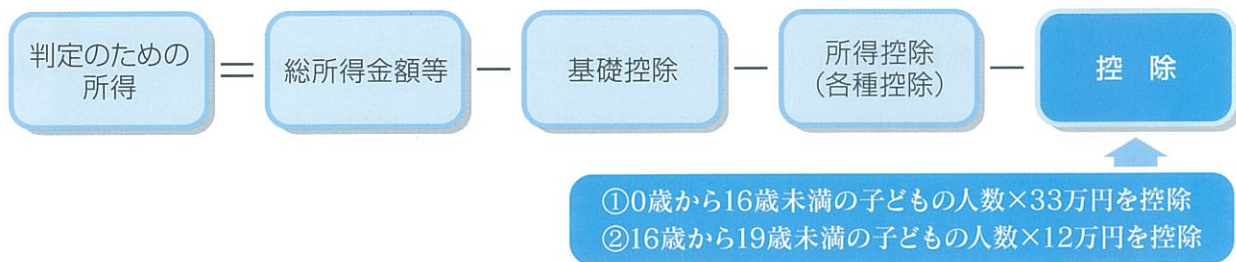 判定のための
所得
＝
総所得金額等
－
基礎控除
－
所得控除
（各種控除）
－
控 除
①0歳から16歳未満の子どもの人数×33万円を控除
②16歳から19歳未満の子どもの人数×12万円を控除